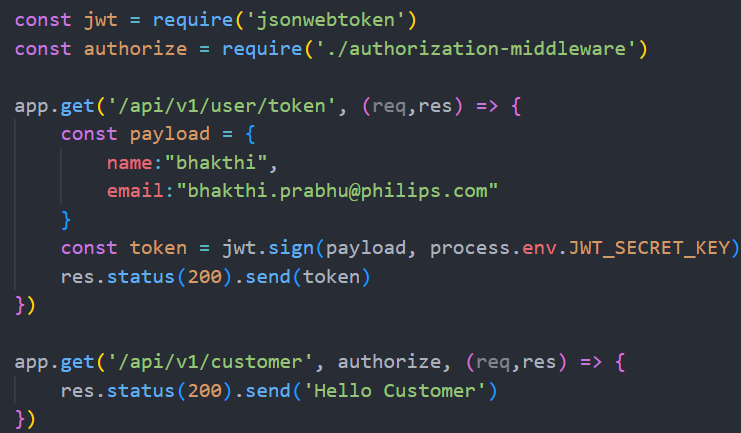 const jwt = require('jsonwebtoken')
const authorize = require('./authorization-middleware')
app.get('/api/v1/user/token', (req,res) => {
const payload = {
name:"bhakthi",
email:"bhakthi.prabhu@philips.com"
}
const token = jwt.sign(payload, process.env.JWT_SECRET_KEY)
res.status(200).send(token)
})
app.get('/api/v1/customer', authorize, (req,res) => {
res.status(200).send('Hello Customer')
})